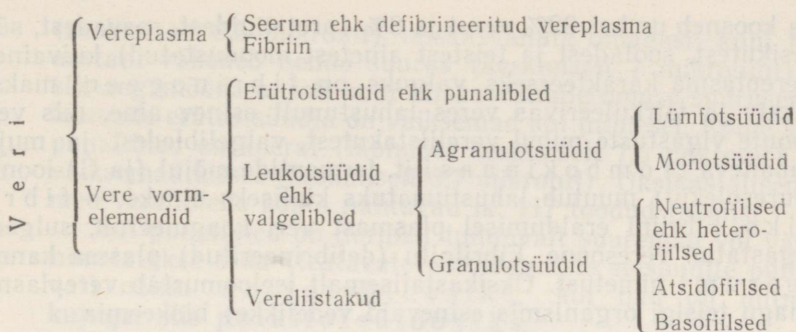 Veri
Vereplasma
Seerum ehk defibrineeritud vereplasma
Fibriin
Vere vorm-
elemendid
Erütrotsüüdid ehk punalibled
Leukotsüüdid
ehk
valgelibled
Vereliistakud
Agranulotsüüdid
Granulotsüüdid
Lümfotsüüdid
Monotsüüdid
Neutrofiilsed
ehk hetero-
fiilsed
Atsidofiilsed
Basofiilsed